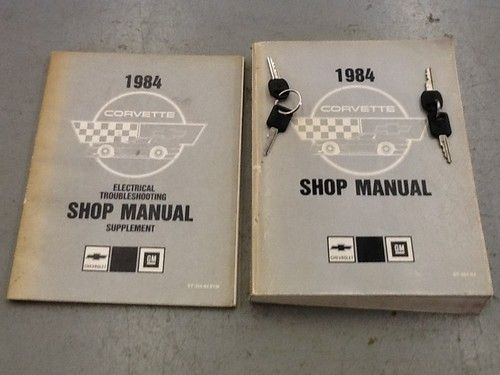 1984
CORVETTE
ELECTRICAL
TROUBLESHOOTING
SHOP MANUAL
SUPPLEMENT
CHEVROLET
GM
1984
CORVETTE
SHOP MANUAL
CHEVROLET
GM